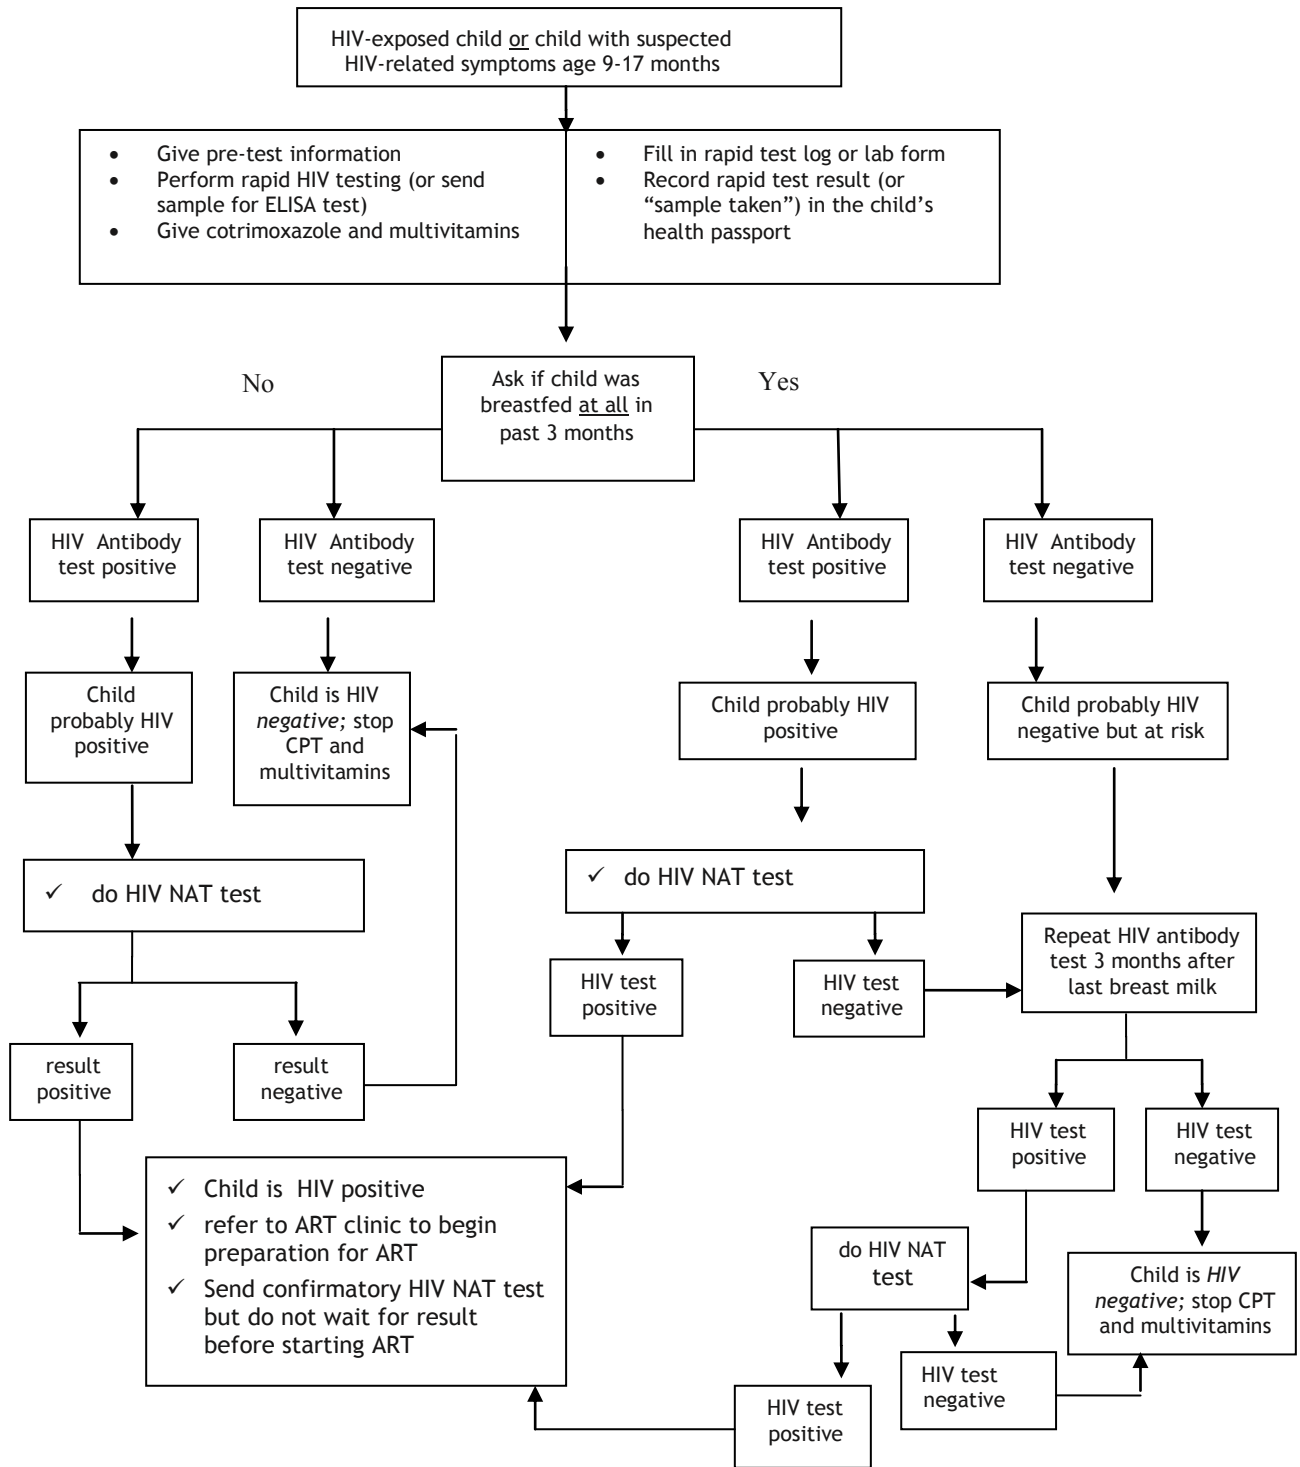 HIV-exposed child or child with suspected
HIV-related symptoms age 9-17 months
• Give pre-test information
• Perform rapid HIV testing (or send
sample for ELISA test)
• Give cotrimoxazole and multivitamins
• Fill in rapid test log or lab form
• Record rapid test result (or
“sample taken”) in the child’s
health passport
No
Ask if child was
breastfed at all in
past 3 months
Yes
HIV Antibody
test positive
HIV Antibody
test negative
HIV Antibody
test positive
HIV Antibody
test negative
Child
probably HIV
positive
Child is HIV
negative; stop
CPT and
multivitamins
Child probably HIV
positive
Child probably HIV
negative but at risk
✓ do HIV NAT test
✓ do HIV NAT test
Repeat HIV antibody
test 3 months after
last breast milk
HIV test
positive
HIV test
negative
result
positive
result
negative
HIV test
positive
HIV test
negative
✓ Child is HIV positive
✓ refer to ART clinic to begin
preparation for ART
✓ Send confirmatory HIV NAT test
but do not wait for result
before starting ART
do HIV NAT
test
Child is HIV
negative; stop CPT
and multivitamins
HIV test
negative
HIV test
positive